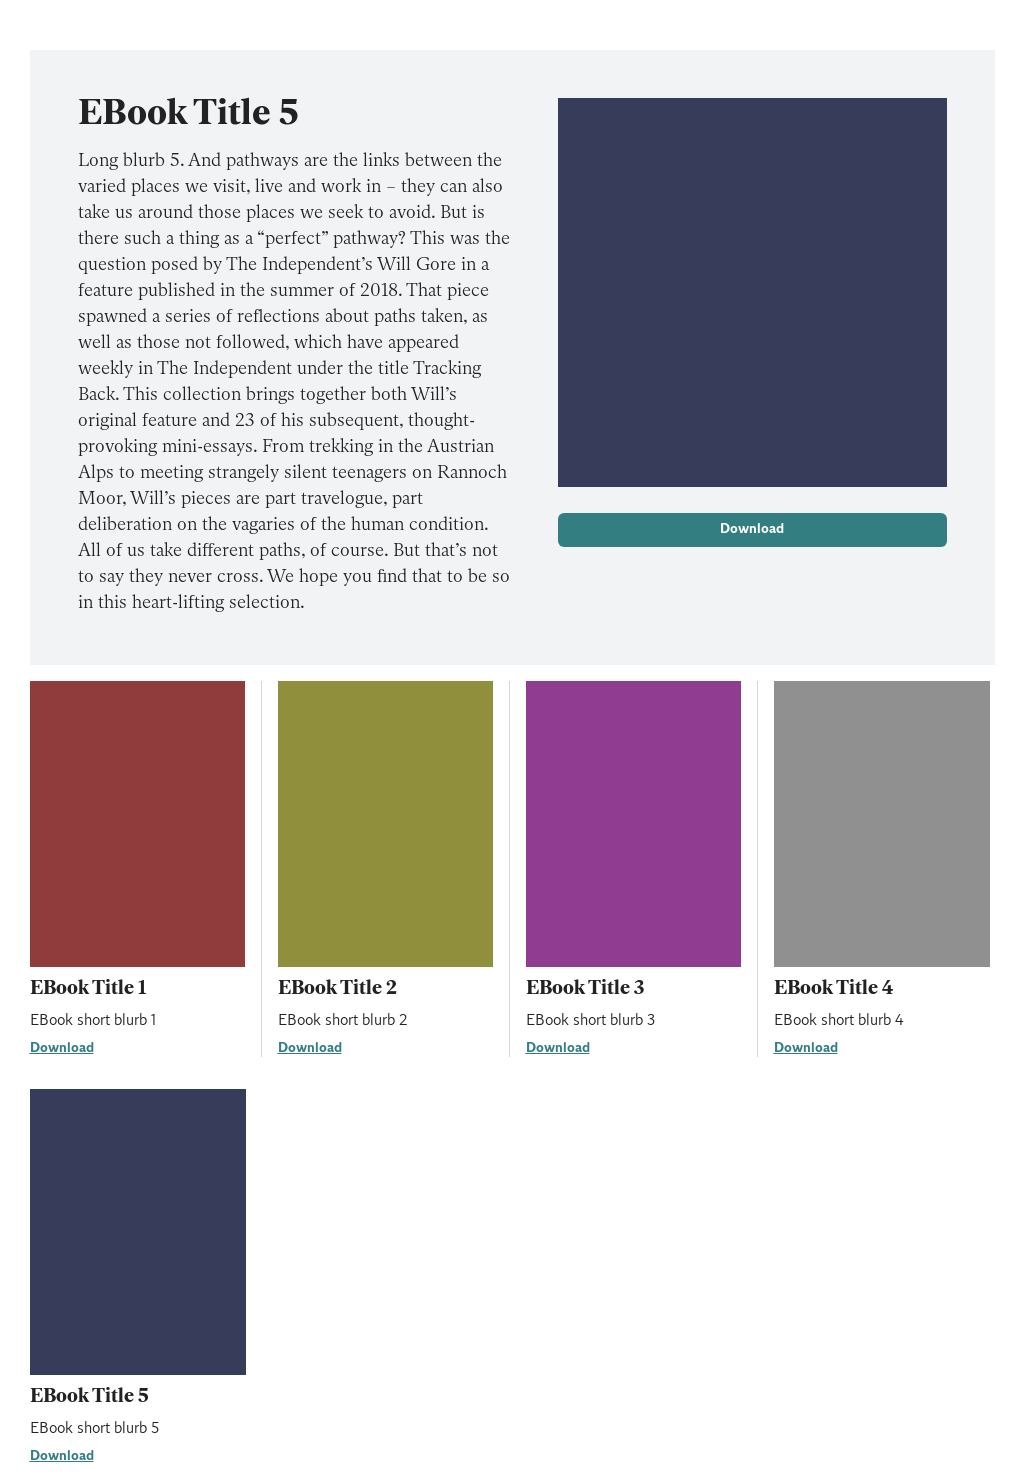 EBook Title 5
Long blurb 5. And pathways are the links between the
varied places we visit, live and work in – they can also
take us around those places we seek to avoid. But is
there such a thing as a “perfect” pathway? This was the
question posed by The Independent’s Will Gore in a
feature published in the summer of 2018. That piece
spawned a series of reflections about paths taken, as
well as those not followed, which have appeared
weekly in The Independent under the title Tracking
Back. This collection brings together both Will’s
original feature and 23 of his subsequent, thought-
provoking mini-essays. From trekking in the Austrian
Alps to meeting strangely silent teenagers on Rannoch
Moor, Will’s pieces are part travelogue, part
deliberation on the vagaries of the human condition.
All of us take different paths, of course. But that’s not
to say they never cross. We hope you find that to be so
in this heart-lifting selection.
Download
EBook Title 1
EBook short blurb 1
Download
EBook Title 2
EBook short blurb 2
Download
EBook Title 3
EBook short blurb 3
Download
EBook Title 4
EBook short blurb 4
Download
EBook Title 5
EBook short blurb 5
Download